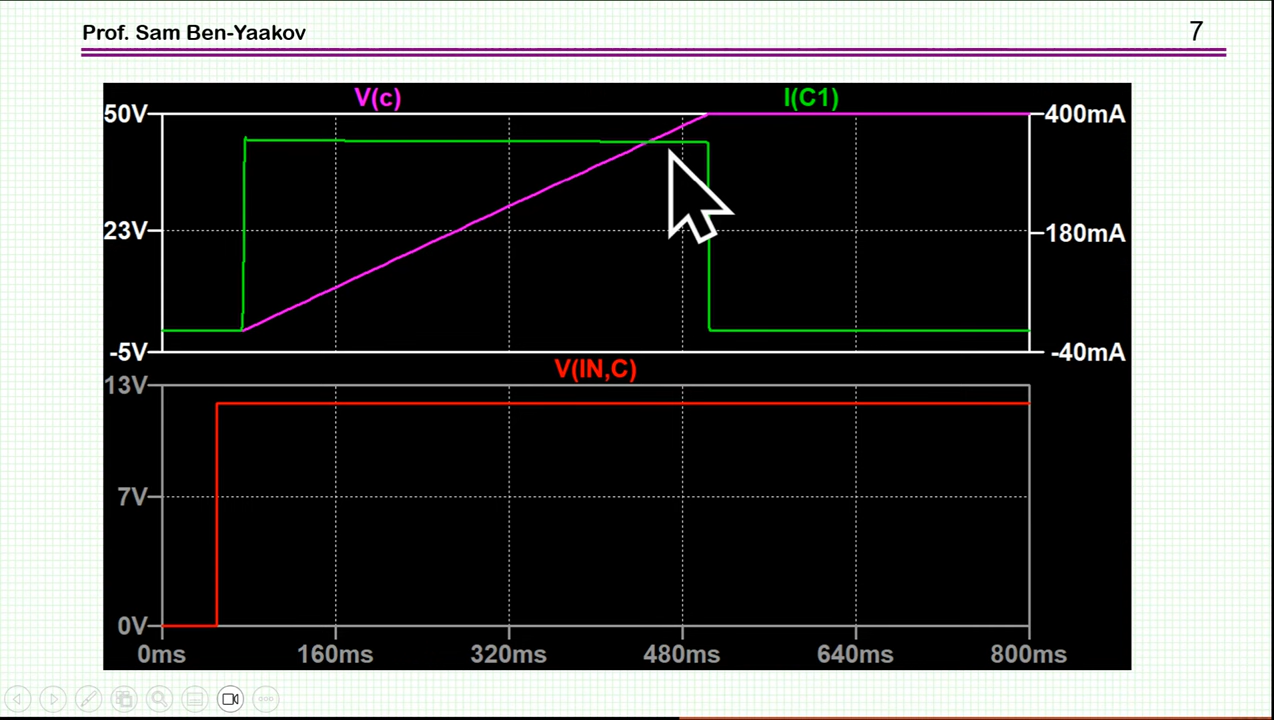 Prof. Sam Ben-Yaakov 7
V(c) I(C1)
50V 400mA
23V 180mA
-5V -40mA
V(IN,C)
13V
7V
0V
0ms 160ms 320ms 480ms 640ms 800ms